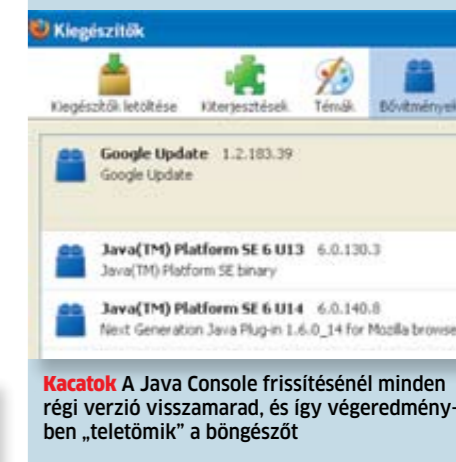 Kiegészítők
Kiegészítők letöltése Kiterjesztések Témák Bővítmények
Google Update 1.2.183.39
Google Update
Java(TM) Platform SE 6 U13 6.0.130.3
Java(TM) Platform SE binary
Java(TM) Platform SE 6 U14 6.0.140.8
Next Generation Java Plug-in 1.6.0_14 for Mozilla browse
Kacatok A Java Console frissítésénél minden
régi verzió visszamarad, és így végeredmény-
ben „teletömik” a böngészőt